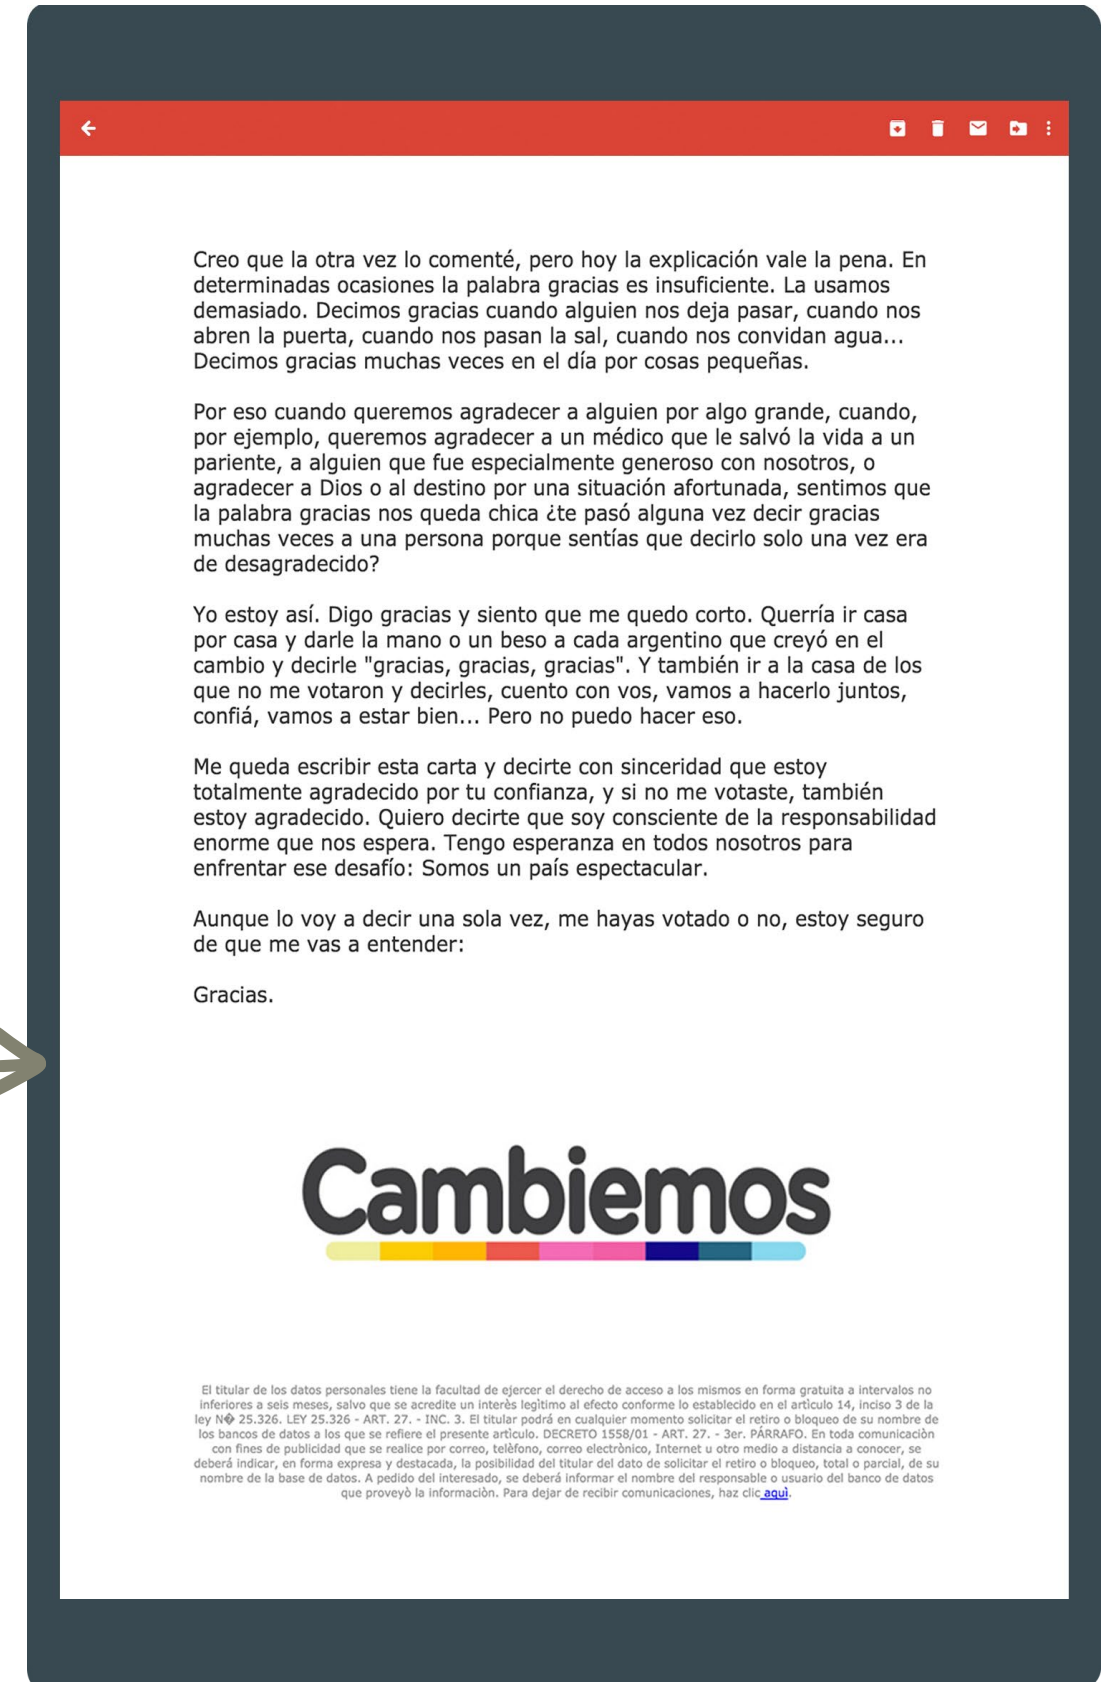 Creo que la otra vez lo comenté, pero hoy la explicación vale la pena. En
determinadas ocasiones la palabra gracias es insuficiente. La usamos
demasiado. Decimos gracias cuando alguien nos deja pasar, cuando nos
abren la puerta, cuando nos pasan la sal, cuando nos convidan agua...
Decimos gracias muchas veces en el día por cosas pequeñas.
Por eso cuando queremos agradecer a alguien por algo grande, cuando,
por ejemplo, queremos agradecer a un médico que le salvó la vida a un
pariente, a alguien que fue especialmente generoso con nosotros, o
agradecer a Dios o al destino por una situación afortunada, sentimos que
la palabra gracias nos queda chica ¿te pasó alguna vez decir gracias
muchas veces a una persona porque sentías que decirlo solo una vez era
de desagradecido?
Yo estoy así. Digo gracias y siento que me quedo corto. Querría ir casa
por casa y darle la mano o un beso a cada argentino que creyó en el
cambio y decirle "gracias, gracias, gracias". Y también ir a la casa de los
que no me votaron y decirles, cuento con vos, vamos a hacerlo juntos,
confiá, vamos a estar bien... Pero no puedo hacer eso.
Me queda escribir esta carta y decirte con sinceridad que estoy
totalmente agradecido por tu confianza, y si no me votaste, también
estoy agradecido. Quiero decirte que soy consciente de la responsabilidad
enorme que nos espera. Tengo esperanza en todos nosotros para
enfrentar ese desafío: Somos un país espectacular.
Aunque lo voy a decir una sola vez, me hayas votado o no, estoy seguro
de que me vas a entender:
Gracias.
Cambiemos
El titular de los datos personales tiene la facultad de ejercer el derecho de acceso a los mismos en forma gratuita a intervalos no
inferiores a seis meses, salvo que se acredite un interès legìtimo al efecto conforme lo establecido en el artìculo 14, inciso 3 de la
ley N� 25.326. LEY 25.326 - ART. 27. - INC. 3. El titular podrá en cualquier momento solicitar el retiro o bloqueo de su nombre de
los bancos de datos a los que se refiere el presente artìculo. DECRETO 1558/01 - ART. 27. - 3er. PÁRRAFO. En toda comunicaciòn
con fines de publicidad que se realice por correo, telèfono, correo electrònico, Internet u otro medio a distancia a conocer, se
deberá indicar, en forma expresa y destacada, la posibilidad del titular del dato de solicitar el retiro o bloqueo, total o parcial, de su
nombre de la base de datos. A pedido del interesado, se deberá informar el nombre del responsable o usuario del banco de datos
que proveyò la informaciòn. Para dejar de recibir comunicaciones, haz clic aquì.